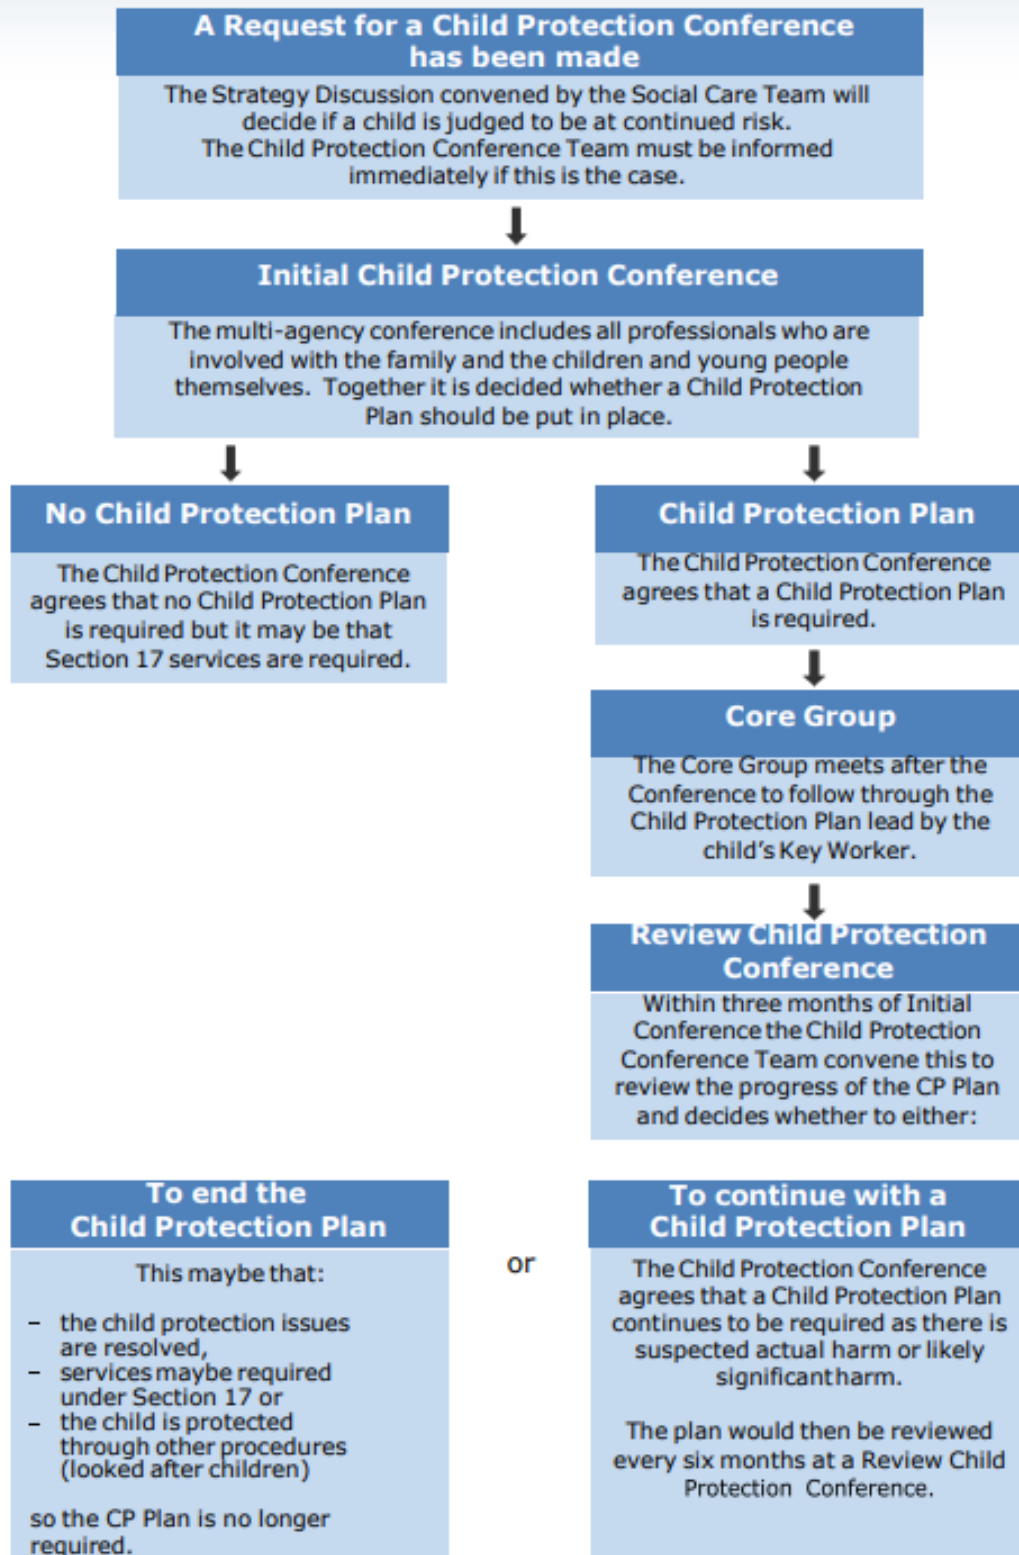 A Request for a Child Protection Conference
has been made
The Strategy Discussion convened by the Social Care Team will
decide if a child is judged to be at continued risk.
The Child Protection Conference Team must be informed
immediately if this is the case.
Initial Child Protection Conference
The multi-agency conference includes all professionals who are
involved with the family and the children and young people
themselves. Together it is decided whether a Child Protection
Plan should be put in place.
No Child Protection Plan
The Child Protection Conference
agrees that no Child Protection Plan
is required but it may be that
Section 17 services are required.
Child Protection Plan
The Child Protection Conference
agrees that a Child Protection Plan
is required.
Core Group
The Core Group meets after the
Conference to follow through the
Child Protection Plan lead by the
child's Key Worker.
Review Child Protection
Conference
Within three months of Initial
Conference the Child Protection
Conference Team convene this to
review the progress of the CP Plan
and decides whether to either:
To end the
Child Protection Plan
This maybe that:
– the child protection issues
are resolved,
– services maybe required
under Section 17 or
– the child is protected
through other procedures
(looked after children)
so the CP Plan is no longer
required.
or
To continue with a
Child Protection Plan
The Child Protection Conference
agrees that a Child Protection Plan
continues to be required as there is
suspected actual harm or likely
significant harm.
The plan would then be reviewed
every six months at a Review Child
Protection Conference.